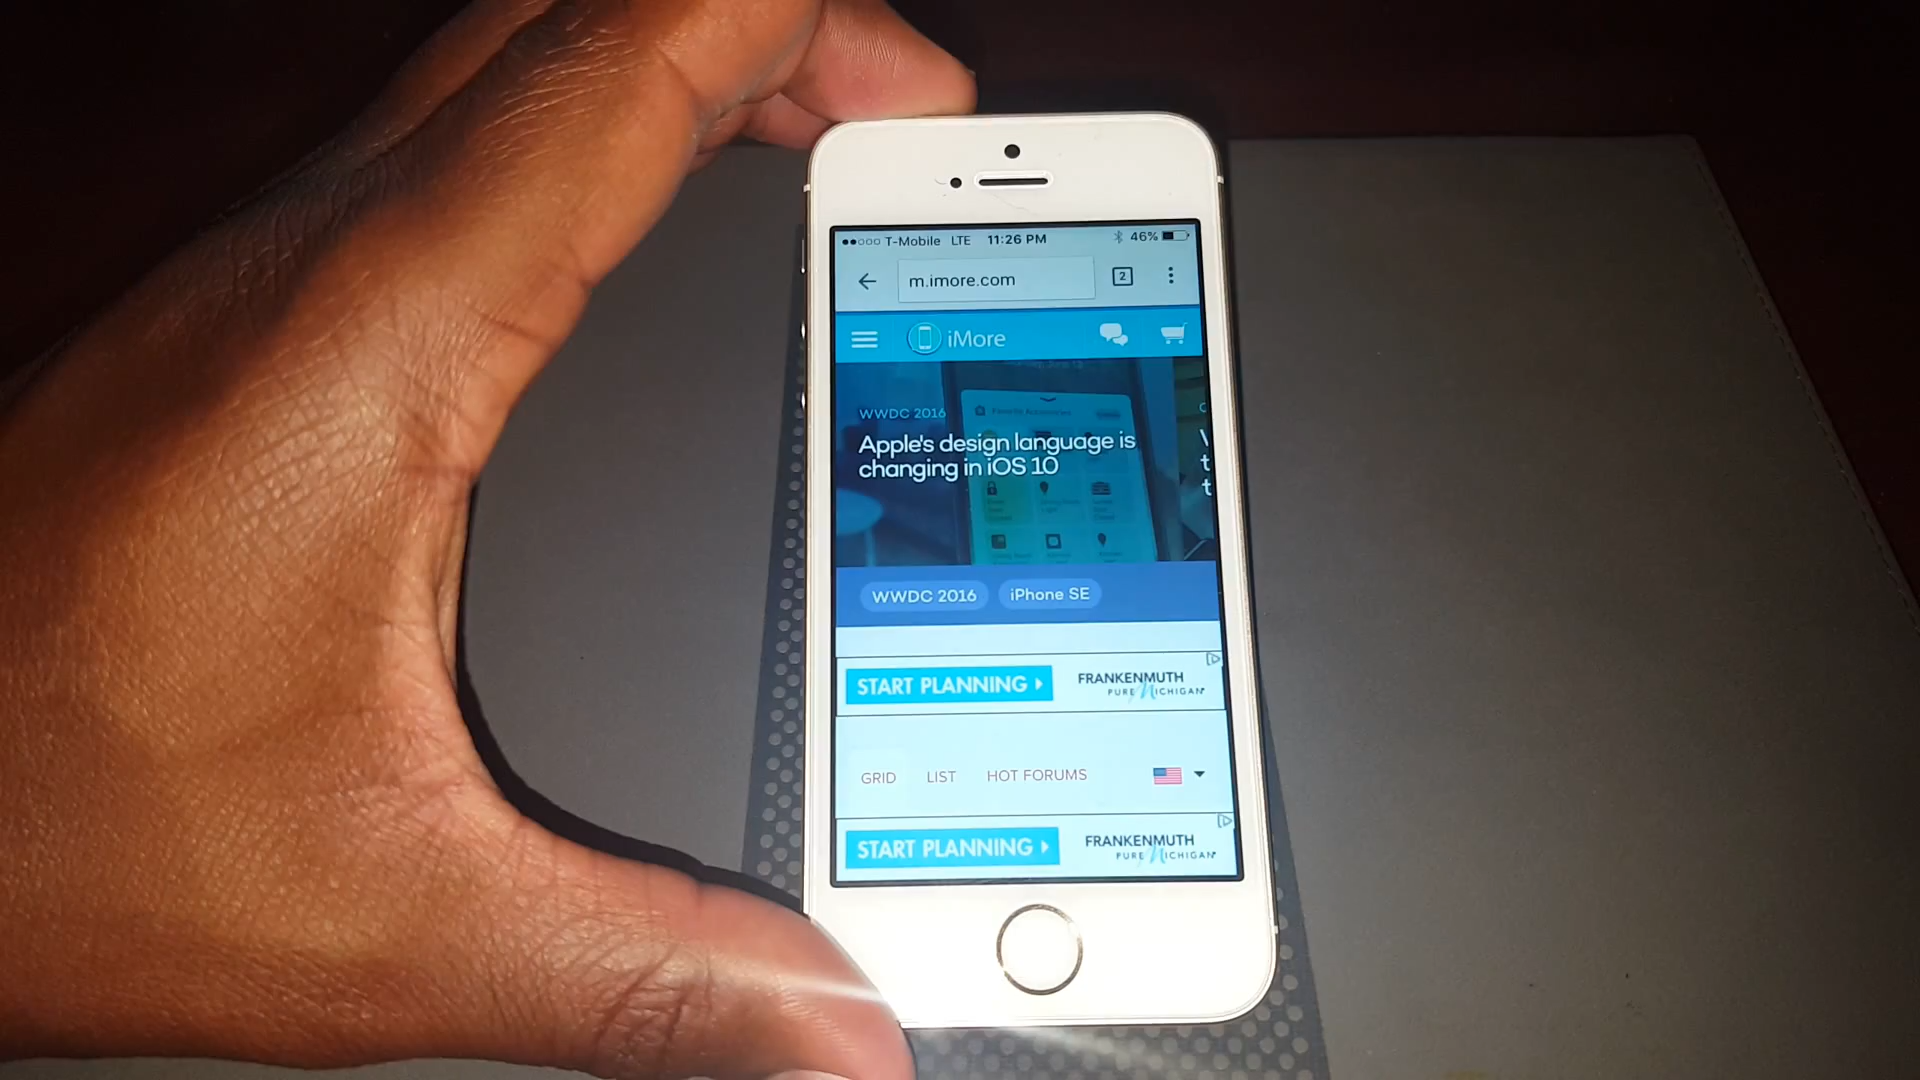 T-Mobile LTE 11:26 PM 46%
m.imore.com 2
iMore
WWDC 2016
Apple's design language is
changing in iOS 10
WWDC 2016 iPhone SE
START PLANNING FRANKENMUTH
PURE MICHIGAN
GRID LIST HOT FORUMS
START PLANNING FRANKENMUTH
PURE MICHIGAN